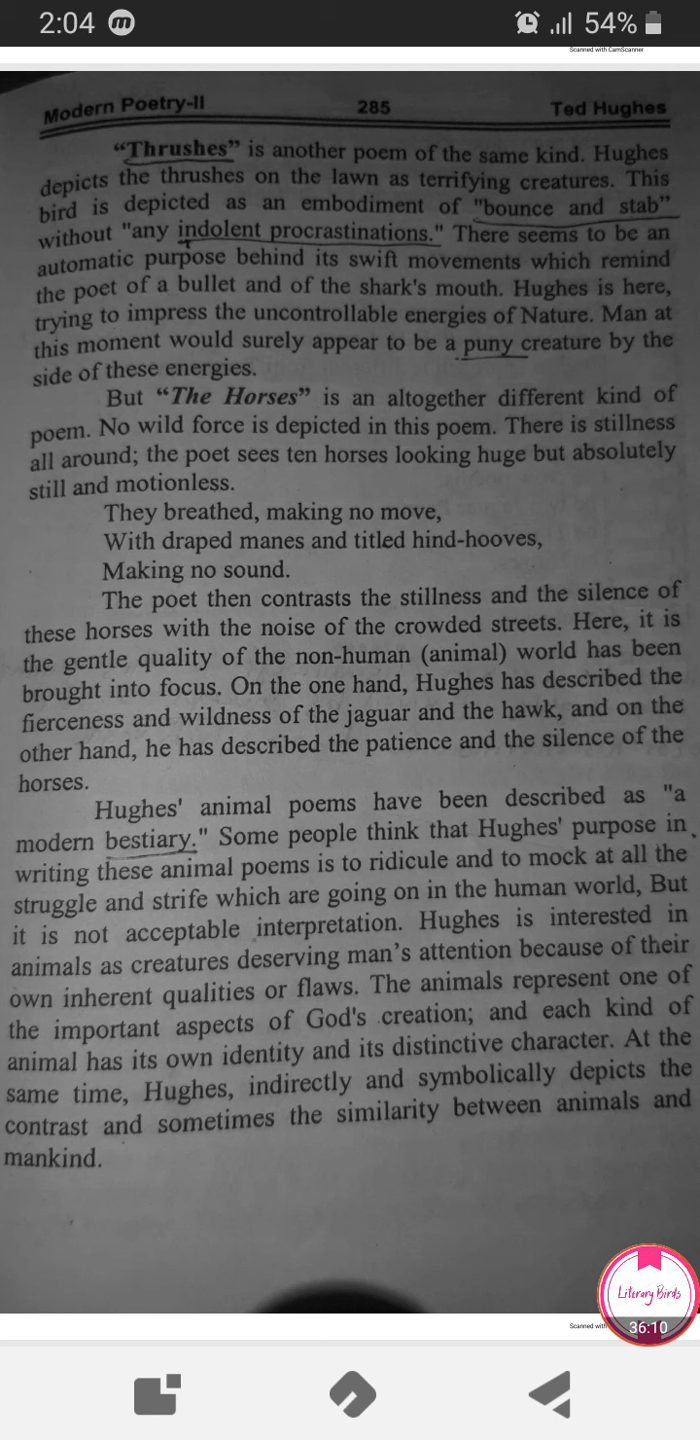 2:04 m 54%
Scanned with CamScanner
Modern Poetry-II 285 Ted Hughes
“Thrushes” is another poem of the same kind. Hughes
depicts the thrushes on the lawn as terrifying creatures. This
bird is depicted as an embodiment of "bounce and stab”
without "any indolent procrastinations." There seems to be an
automatic purpose behind its swift movements which remind
the poet of a bullet and of the shark's mouth. Hughes is here,
trying to impress the uncontrollable energies of Nature. Man at
this moment would surely appear to be a puny creature by the
side of these energies.
But “The Horses” is an altogether different kind of
poem. No wild force is depicted in this poem. There is stillness
all around; the poet sees ten horses looking huge but absolutely
still and motionless.
They breathed, making no move,
With draped manes and titled hind-hooves,
Making no sound.
The poet then contrasts the stillness and the silence of
these horses with the noise of the crowded streets. Here, it is
the gentle quality of the non-human (animal) world has been
brought into focus. On the one hand, Hughes has described the
fierceness and wildness of the jaguar and the hawk, and on the
other hand, he has described the patience and the silence of the
horses.
Hughes' animal poems have been described as "a
modern bestiary." Some people think that Hughes' purpose in
writing these animal poems is to ridicule and to mock at all the
struggle and strife which are going on in the human world, But
it is not acceptable interpretation. Hughes is interested in
animals as creatures deserving man’s attention because of their
own inherent qualities or flaws. The animals represent one of
the important aspects of God's creation; and each kind of
animal has its own identity and its distinctive character. At the
same time, Hughes, indirectly and symbolically depicts the
contrast and sometimes the similarity between animals and
mankind.
Literary Birds
Scanned with
36:10